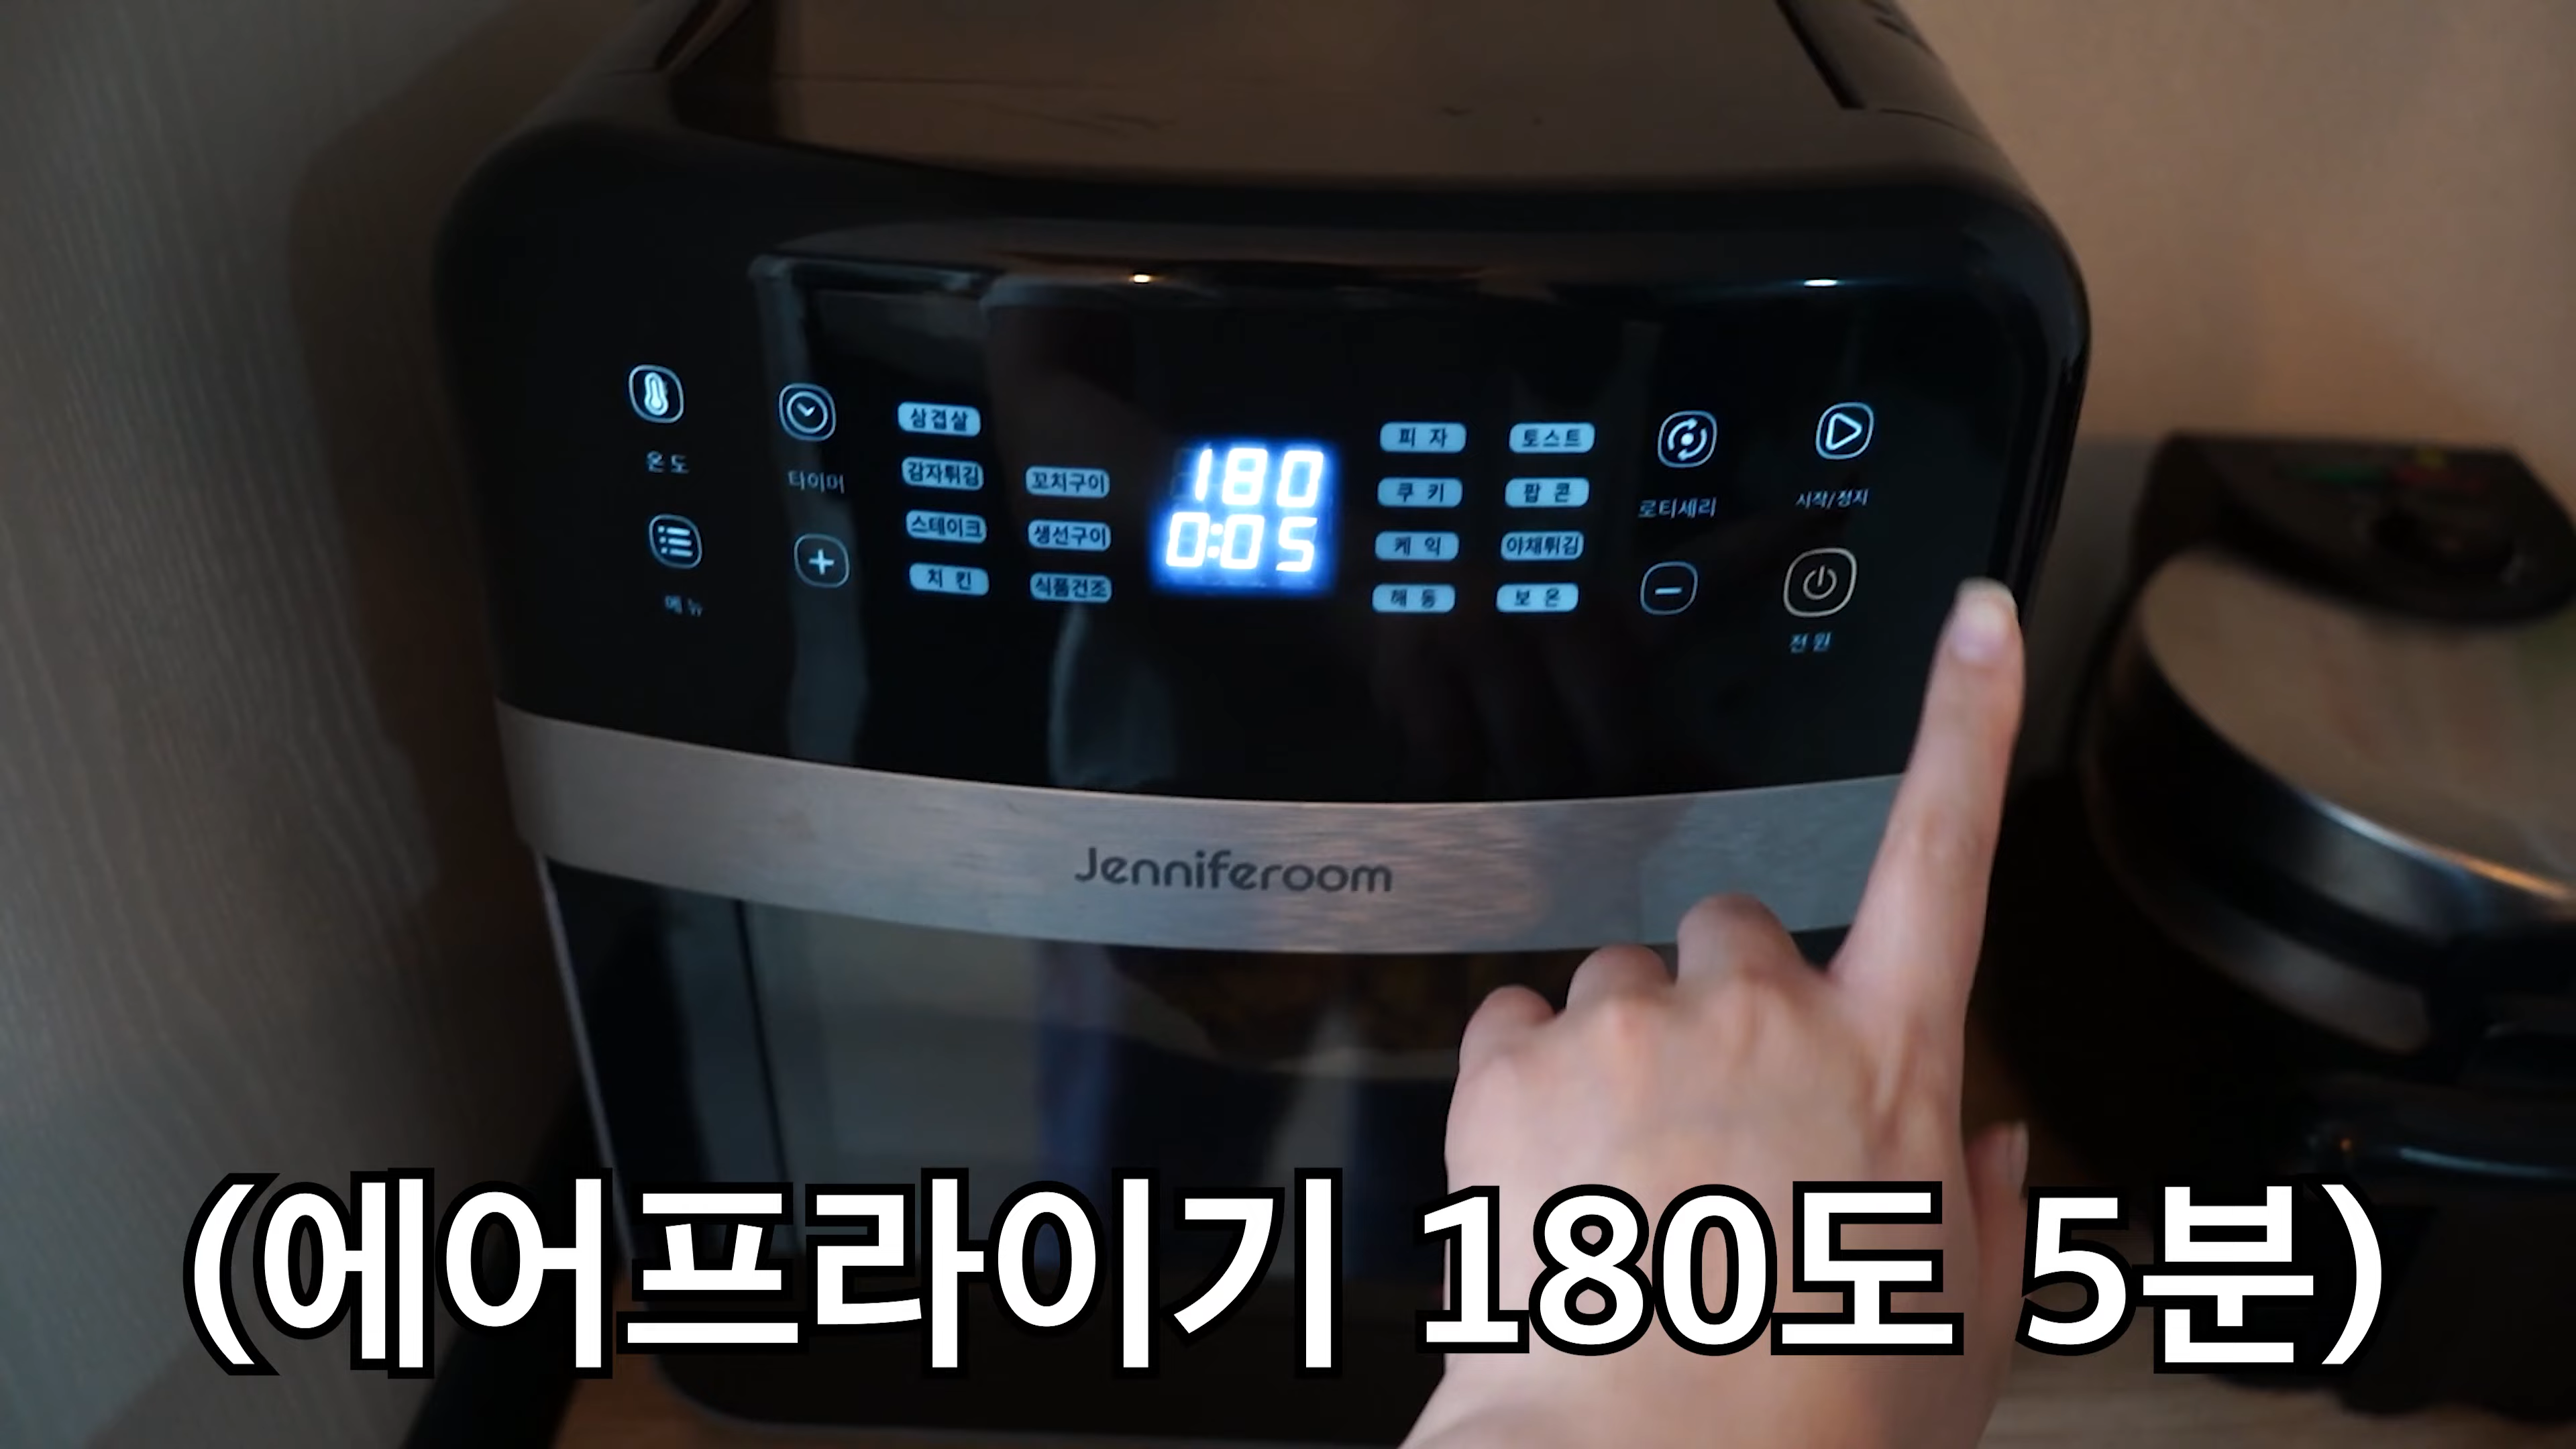 온도
타이머
메뉴
삼겹살
감자튀김
스테이크
치킨
꼬치구이
생선구이
식품건조
180
0:05
피자
쿠키
케익
해동
토스트
팝콘
야채튀김
보온
로티세리
시작/정지
전원
Jenniferoom
(에어프라이기 180도 5분)